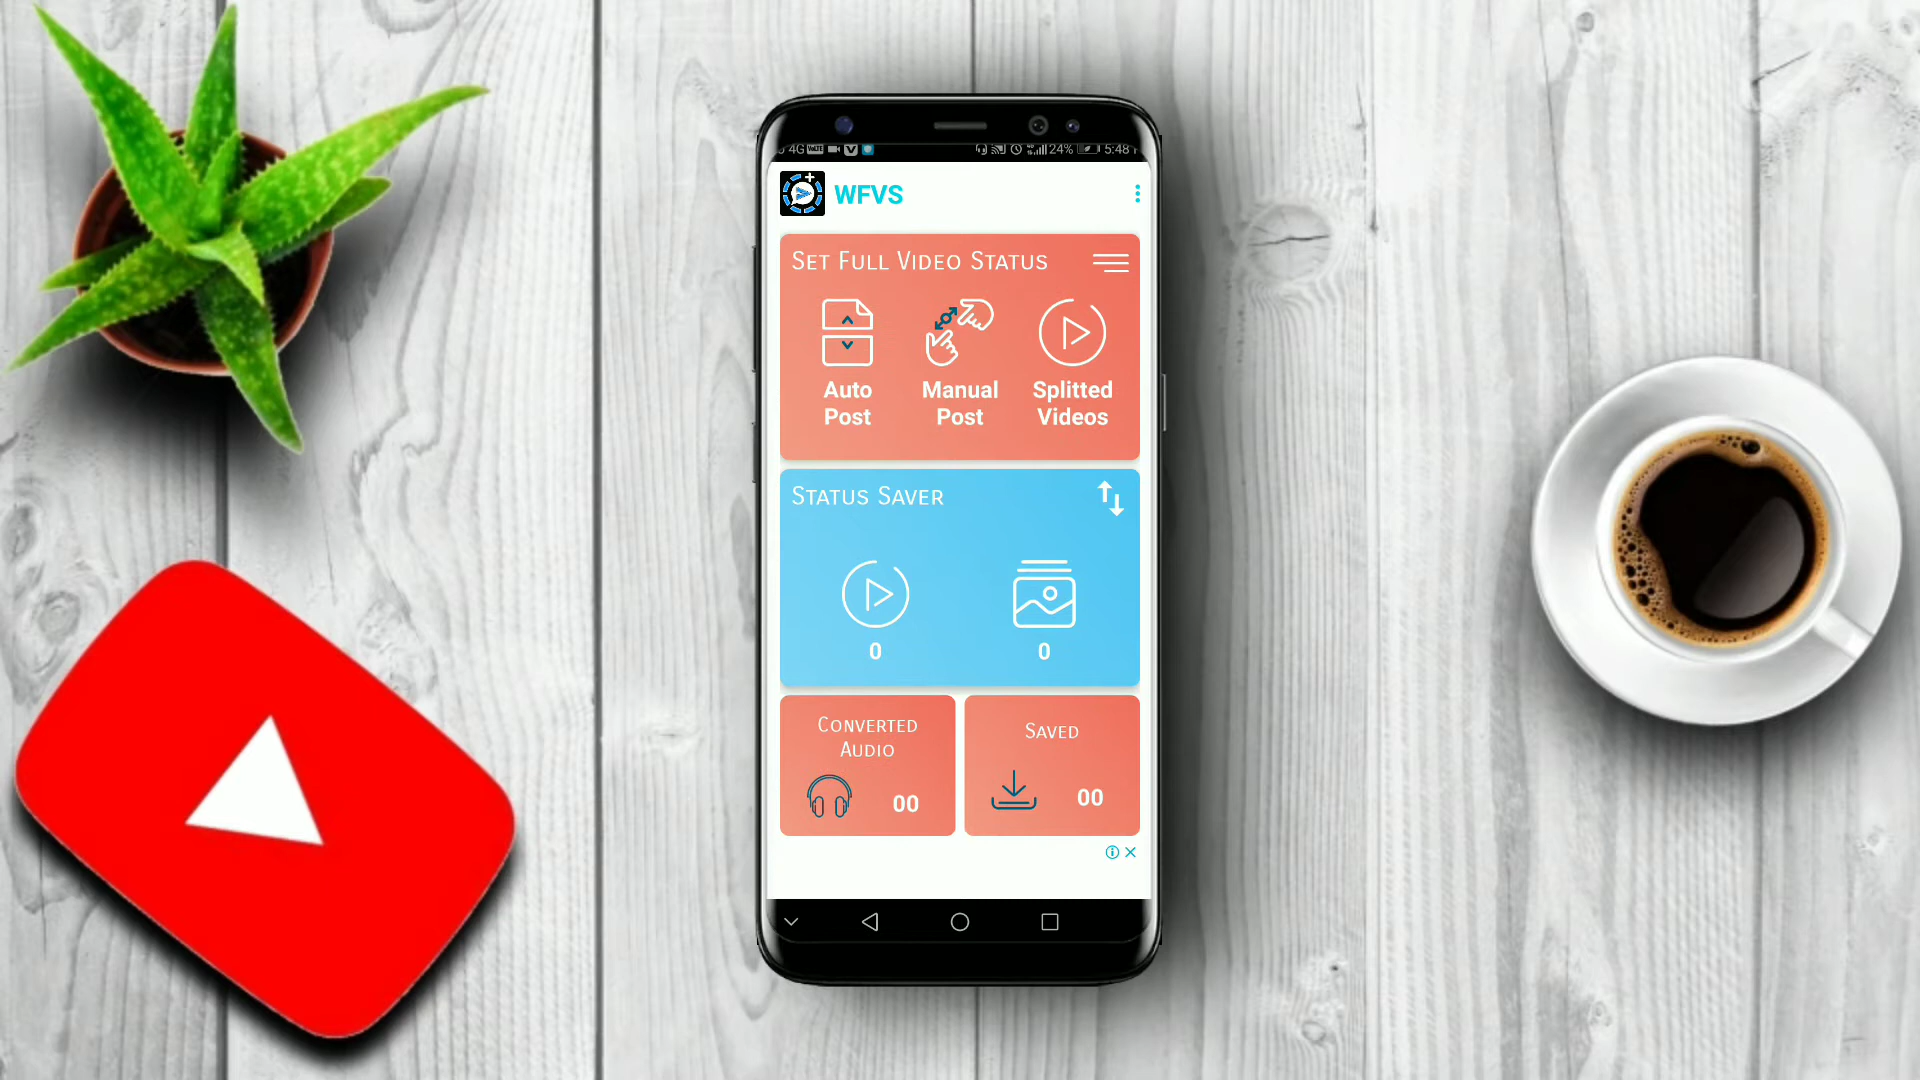 4G VoLTE 24% 5:48
WFVS
Set Full Video Status
Auto
Post
Manual
Post
Splitted
Videos
Status Saver
0
0
Converted
Audio
00
Saved
00